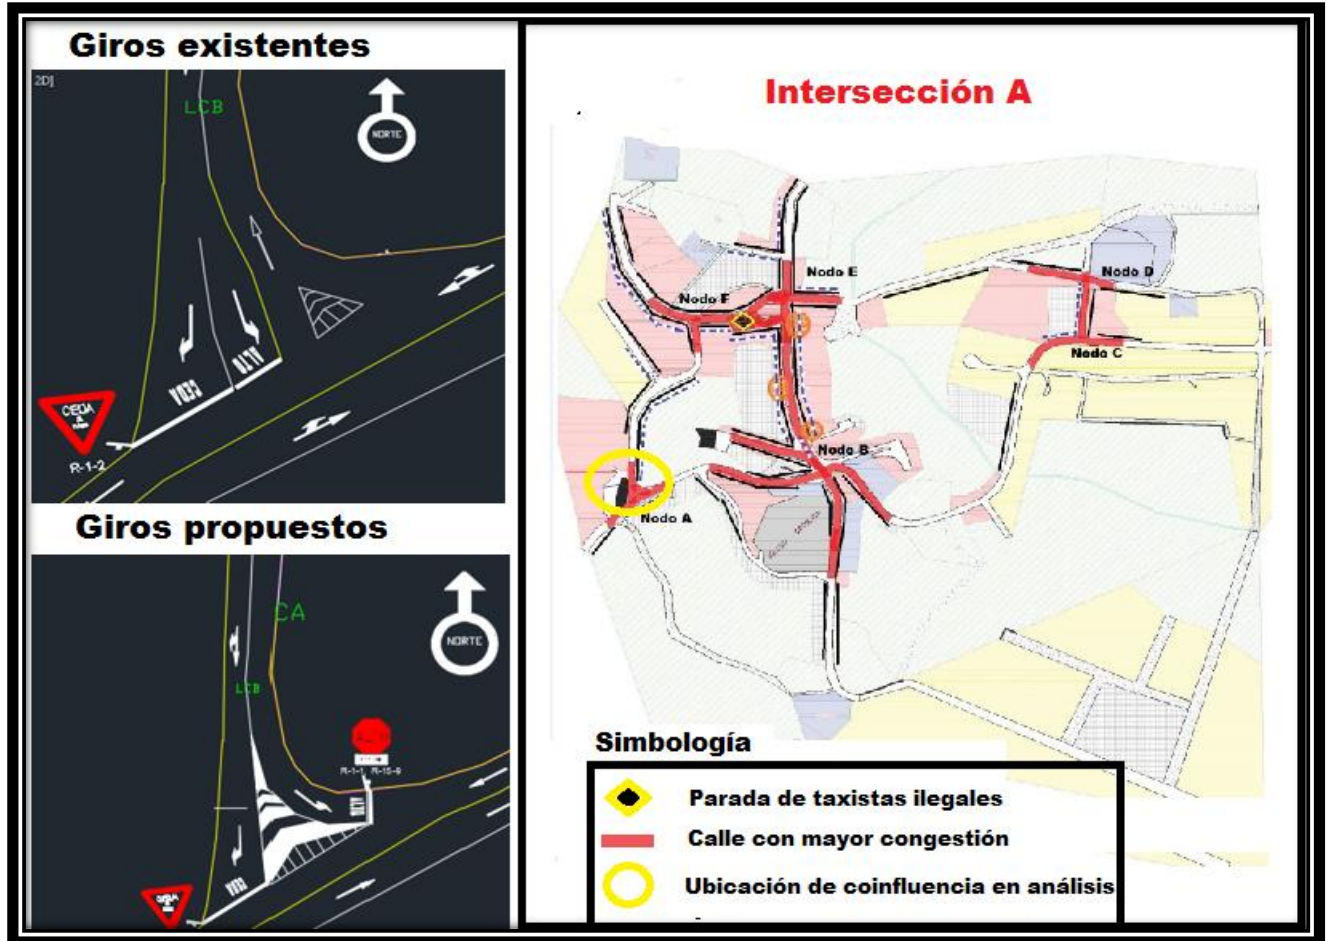 Giros existentes
2D]
LCB
NORTE
CEDA
ALTO
CEDA
R-1-2
Giros propuestos
CA
NORTE
LCB
R-1-1 R-15-9
ALTO
CEDA
Intersección A
Nodo E
Nodo D
Nodo F
Nodo C
Nodo B
Nodo A
Simbología
Parada de taxistas ilegales
Calle con mayor congestión
Ubicación de coinfluencia en análisis